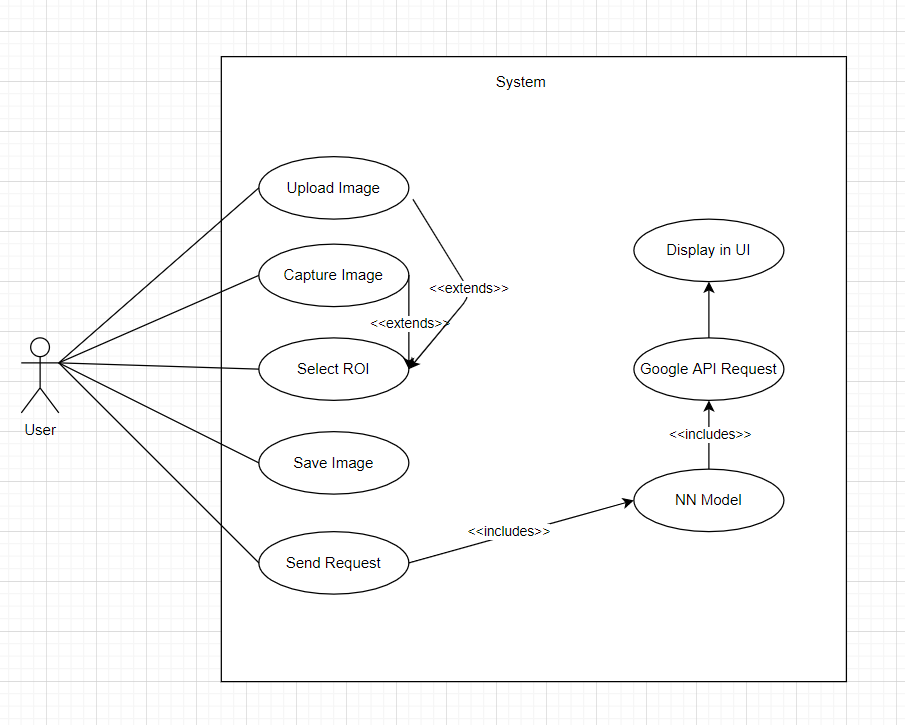 System
Upload Image
Capture Image
<<extends>>
<<extends>>
Select ROI
Save Image
Send Request
User
<<includes>>
Display in UI
Google API Request
<<includes>>
NN Model